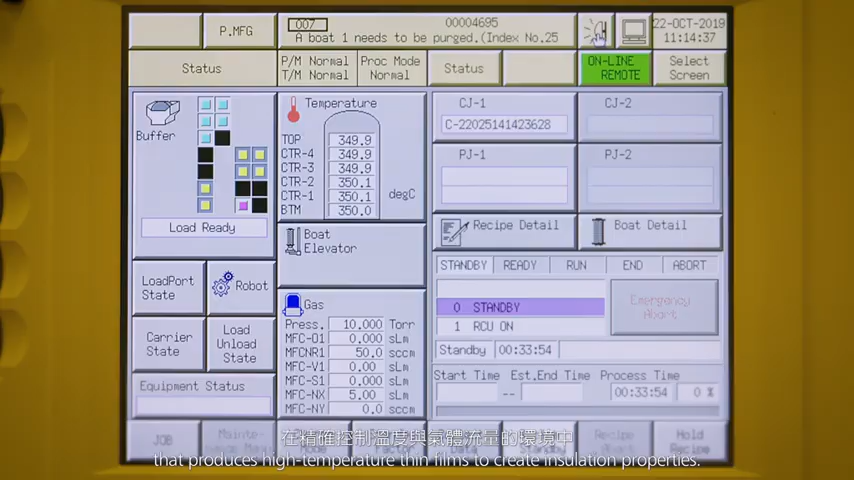 P.MFG
007 00004695
A boat 1 needs to be purged.(Index No.25
22-OCT-2019
11:14:37
Status
P/M Normal
T/M Normal
Proc Mode
Normal
Status
ON-LINE
REMOTE
Select
Screen
Buffer
Load Ready
Temperature
TOP 349.9
CTR-4 349.9
CTR-3 349.9
CTR-2 350.1
CTR-1 350.1
BTM 350.0
degC
CJ-1
C-22025141423628
CJ-2
PJ-1
PJ-2
Recipe Detail
Boat Detail
Boat
Elevator
LoadPort
State
Robot
Carrier
State
Load
Unload
State
Equipment Status
Gas
Press. 10.000 Torr
MFC-O1 0.000 sLm
MFCNR1 50.0 sccm
MFC-V1 0.00 sLm
MFC-S1 0.000 sLm
MFC-NX 5.00 sLm
MFC-NY 0.0 sccm
STANDBY READY RUN END ABORT
0 STANDBY
1 RCU ON
Emergency
Abort
Standby 00:33:54
Start Time Est.End Time Process Time
-- 00:33:54 0 %
JOB
Hold
Recipe
在精確控制溫度與氣體流量的環境中
that produces high-temperature thin films to create insulation properties.